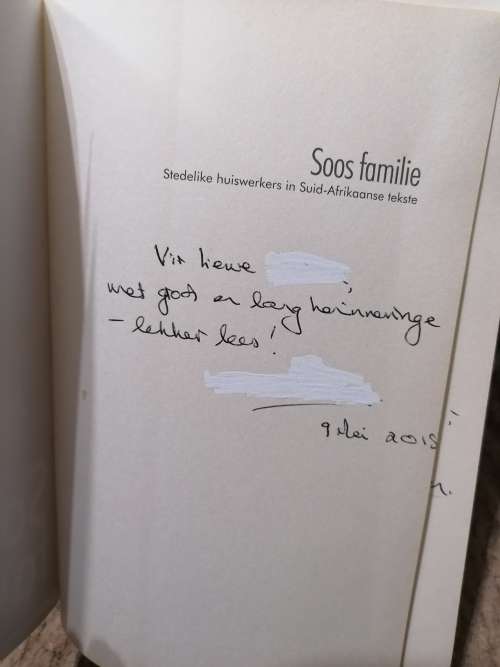 Soos familie
Stedelike huiswerkers in Suid-Afrikaanse tekste
Vir liewe
met groot en lang herinneringe
– lekker lees!
9 Mei 2015